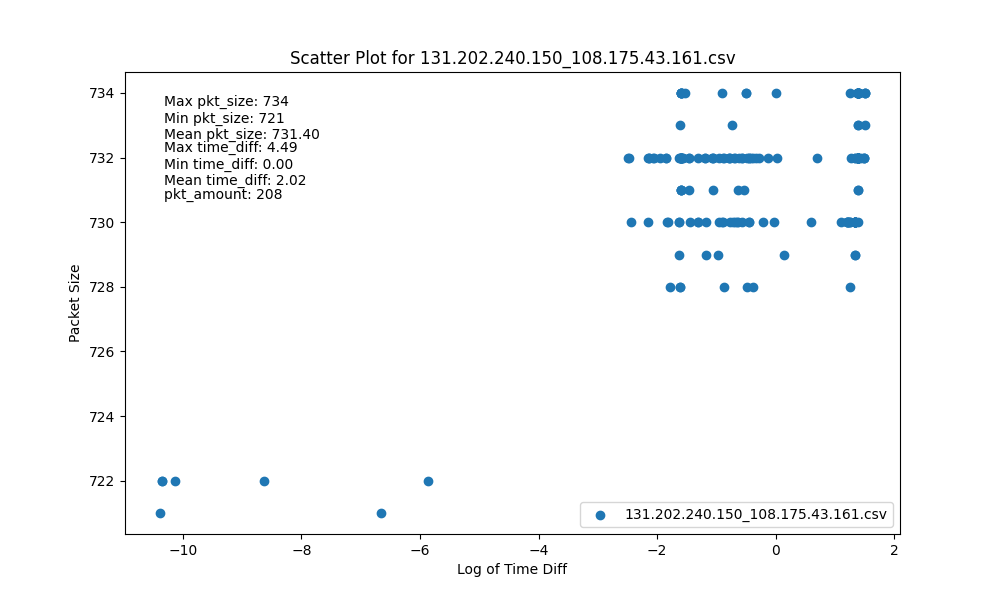 Scatter Plot for 131.202.240.150_108.175.43.161.csv
Max pkt_size: 734
Min pkt_size: 721
Mean pkt_size: 731.40
Max time_diff: 4.49
Min time_diff: 0.00
Mean time_diff: 2.02
pkt_amount: 208
Packet Size
734
732
730
728
726
724
722
131.202.240.150_108.175.43.161.csv
−10
−8
−6
−4
−2
0
2
Log of Time Diff